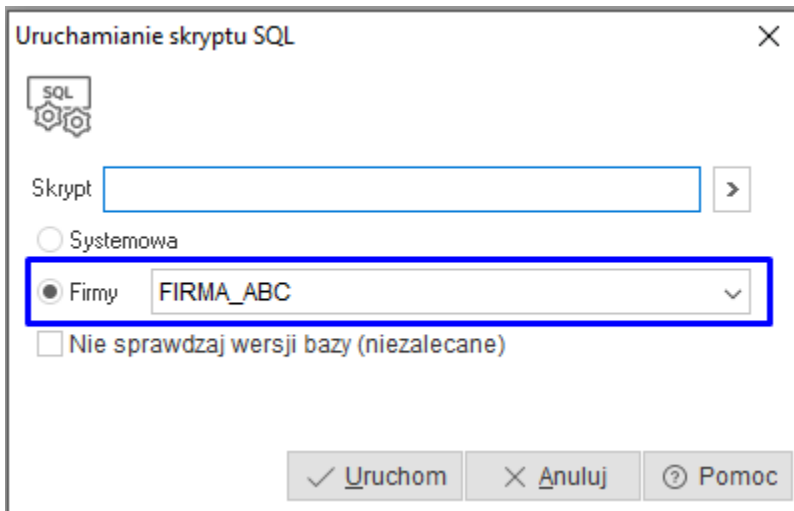 Uruchamianie skryptu SQL
SQL
Skrypt
Systemowa
Firmy FIRMA_ABC
Nie sprawdzaj wersji bazy (niezalecane)
Uruchom Anuluj Pomoc